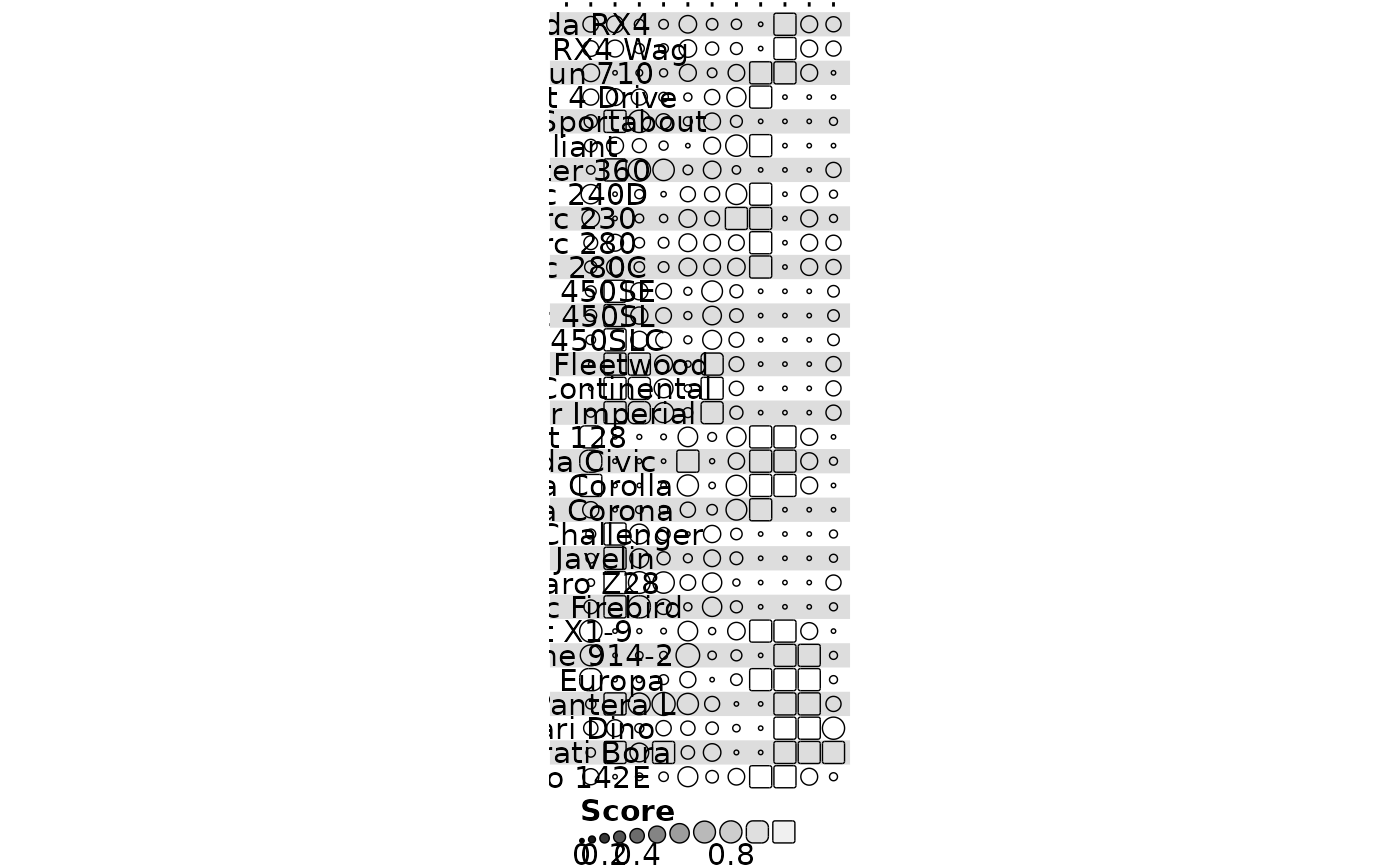 da RX4
RX4 Wag
un 710
t 4 Drive
Sportabout
liant
ter 360
c 240D
rc 230
rc 280
c 280C
450SE
450SL
450SLC
Fleetwood
Continental
r Imperial
t 128
da Civic
a Corolla
a Corona
Challenger
Javelin
aro Z28
c Firebird
t X1-9
ne 914-2
Europa
Pantera L
ari Dino
rati Bora
o 142E
Score
0 0.2 0.4 0.8